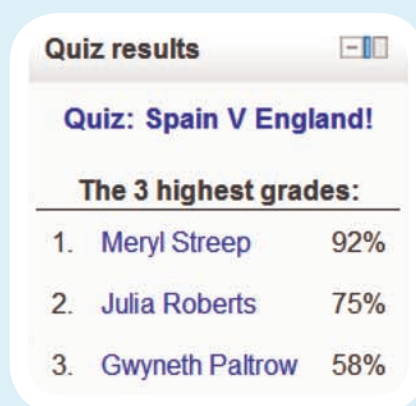 Quiz results
Quiz: Spain V England!
The 3 highest grades:
1. Meryl Streep 92%
2. Julia Roberts 75%
3. Gwyneth Paltrow 58%